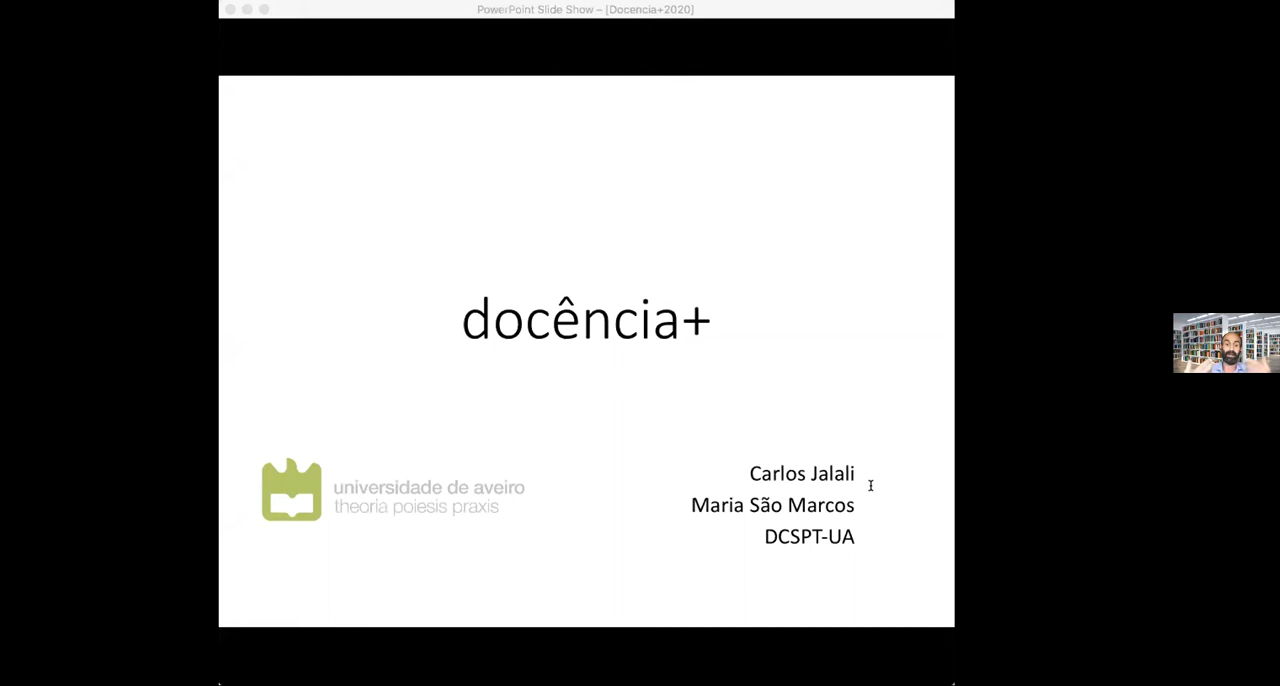 PowerPoint Slide Show – [Docencia+2020]
docência+
universidade de aveiro
theoria poiesis praxis
Carlos Jalali
Maria São Marcos
DCSPT-UA